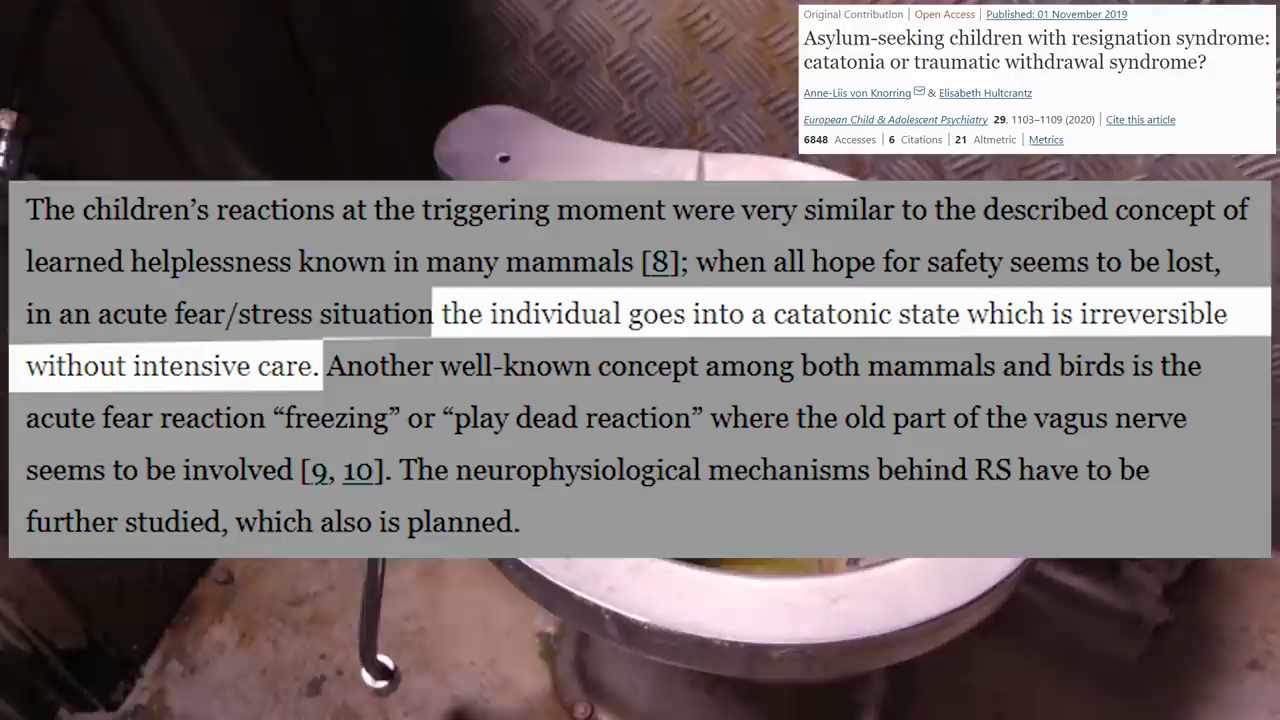 Original Contribution | Open Access | Published: 01 November 2019
Asylum-seeking children with resignation syndrome:
catatonia or traumatic withdrawal syndrome?
Anne-Liis von Knorring & Elisabeth Hultcrantz
European Child & Adolescent Psychiatry 29, 1103–1109 (2020) | Cite this article
6848 Accesses | 6 Citations | 21 Altmetric | Metrics
The children’s reactions at the triggering moment were very similar to the described concept of
learned helplessness known in many mammals [8]; when all hope for safety seems to be lost,
in an acute fear/stress situation the individual goes into a catatonic state which is irreversible
without intensive care. Another well-known concept among both mammals and birds is the
acute fear reaction “freezing” or “play dead reaction” where the old part of the vagus nerve
seems to be involved [9, 10]. The neurophysiological mechanisms behind RS have to be
further studied, which also is planned.